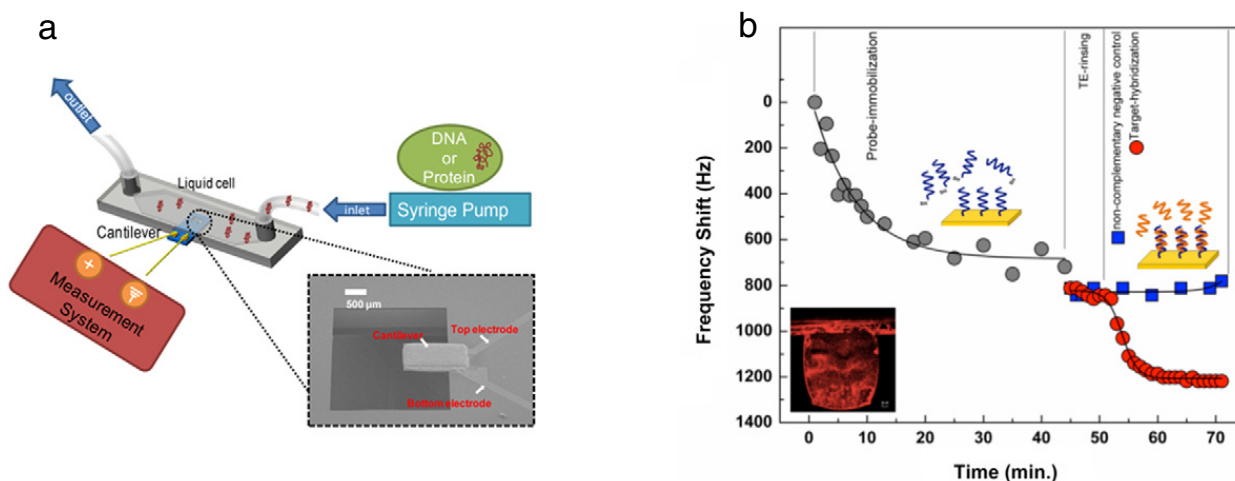 a
outlet
DNA
or
Protein
Liquid cell
inlet
Syringe Pump
Cantilever
+
Measurement
System
500 µm
Cantilever
Top electrode
Bottom electrode
b
Probe-immobilization
TE-rinsing
non-complementary negative control
Target-hybridization
Frequency Shift (Hz)
0
200
400
600
800
1000
1200
1400
0
10
20
30
40
50
60
70
Time (min.)